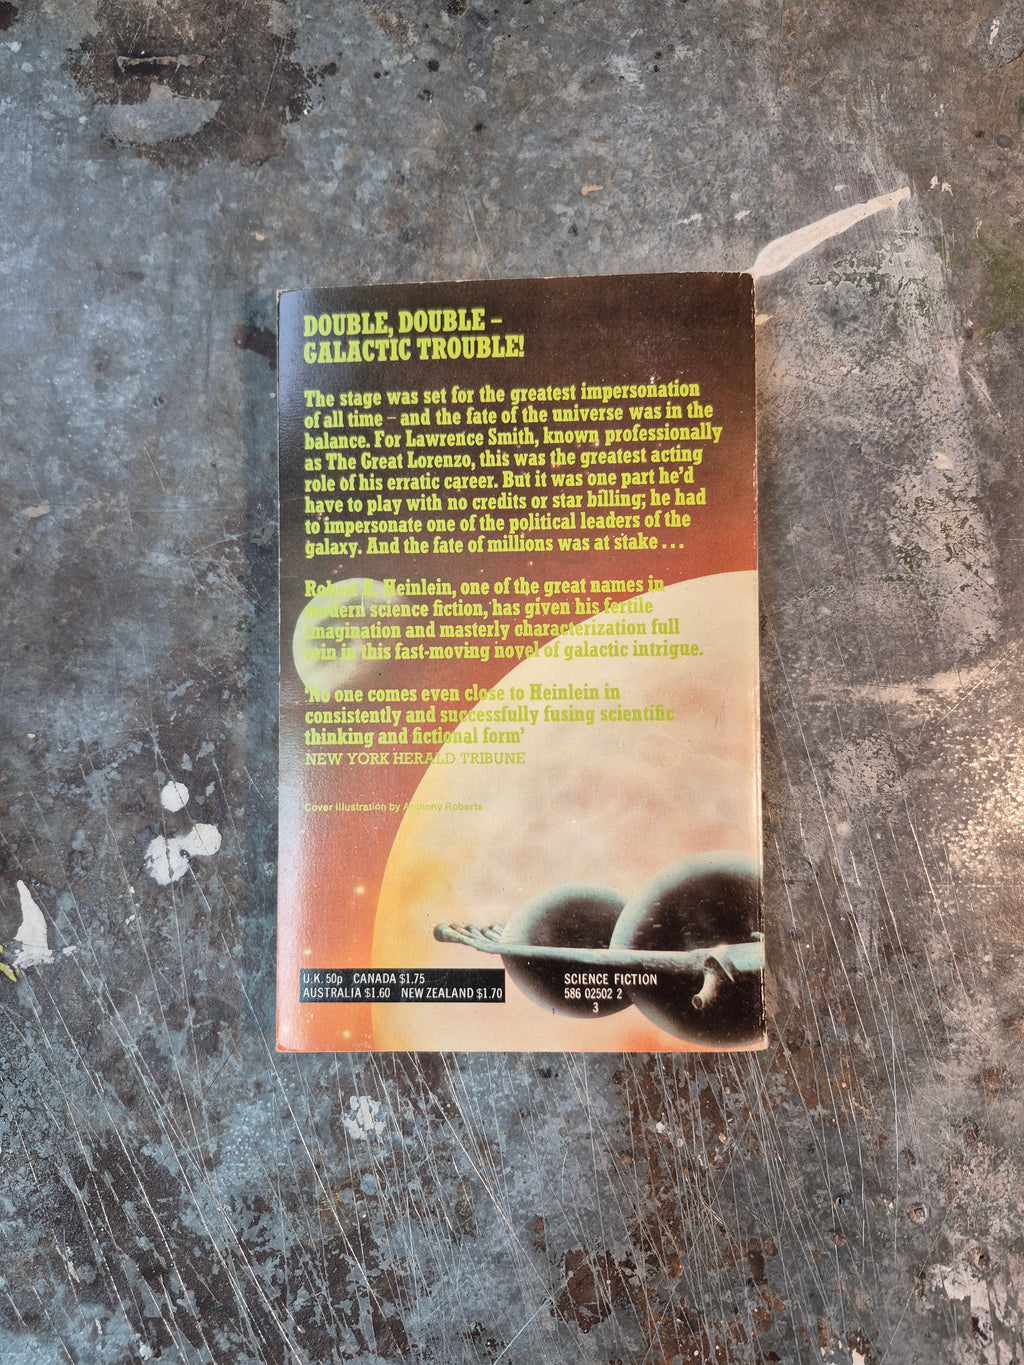 DOUBLE, DOUBLE –
GALACTIC TROUBLE!
The stage was set for the greatest impersonation
of all time – and the fate of the universe was in the
balance. For Lawrence Smith, known professionally
as The Great Lorenzo, this was the greatest acting
role of his erratic career. But it was one part he'd
have to play with no credits or star billing; he had
to impersonate one of the political leaders of the
galaxy. And the fate of millions was at stake . . .
Robert A. Heinlein, one of the great names in
modern science fiction, has given his fertile
imagination and masterly characterization full
rein in this fast-moving novel of galactic intrigue.
'No one comes even close to Heinlein in
consistently and successfully fusing scientific
thinking and fictional form'
NEW YORK HERALD TRIBUNE
Cover illustration by Anthony Roberts
U.K. 50p CANADA $1.75
AUSTRALIA $1.60 NEW ZEALAND $1.70
SCIENCE FICTION
586 02502 2
3